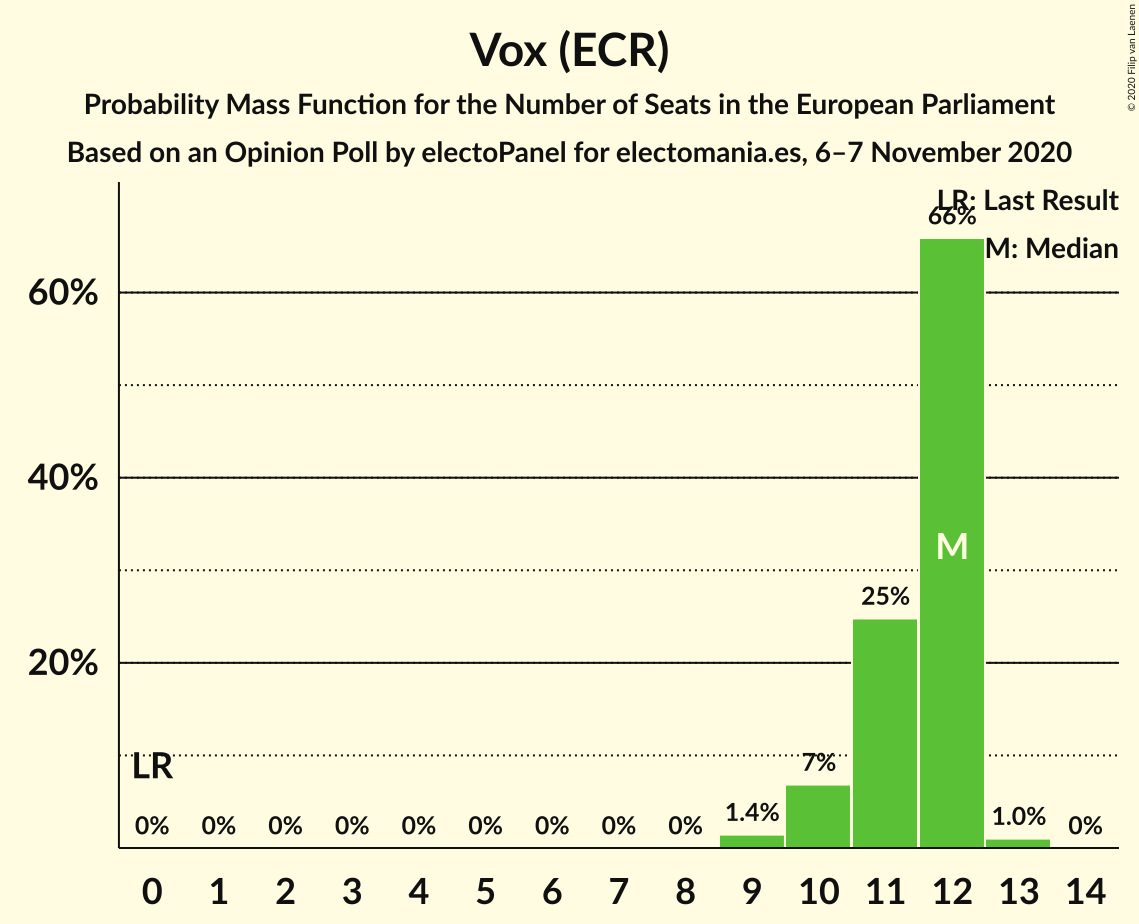 Vox (ECR)
Probability Mass Function for the Number of Seats in the European Parliament
Based on an Opinion Poll by electoPanel for electomania.es, 6–7 November 2020
© 2020 Filip van Laenen
LR: Last Result
M: Median
66%
60%
40%
20%
M
25%
LR
7%
0% 0% 0% 0% 0% 0% 0% 0% 0% 1.4% 1.0% 0%
0 1 2 3 4 5 6 7 8 9 10 11 12 13 14